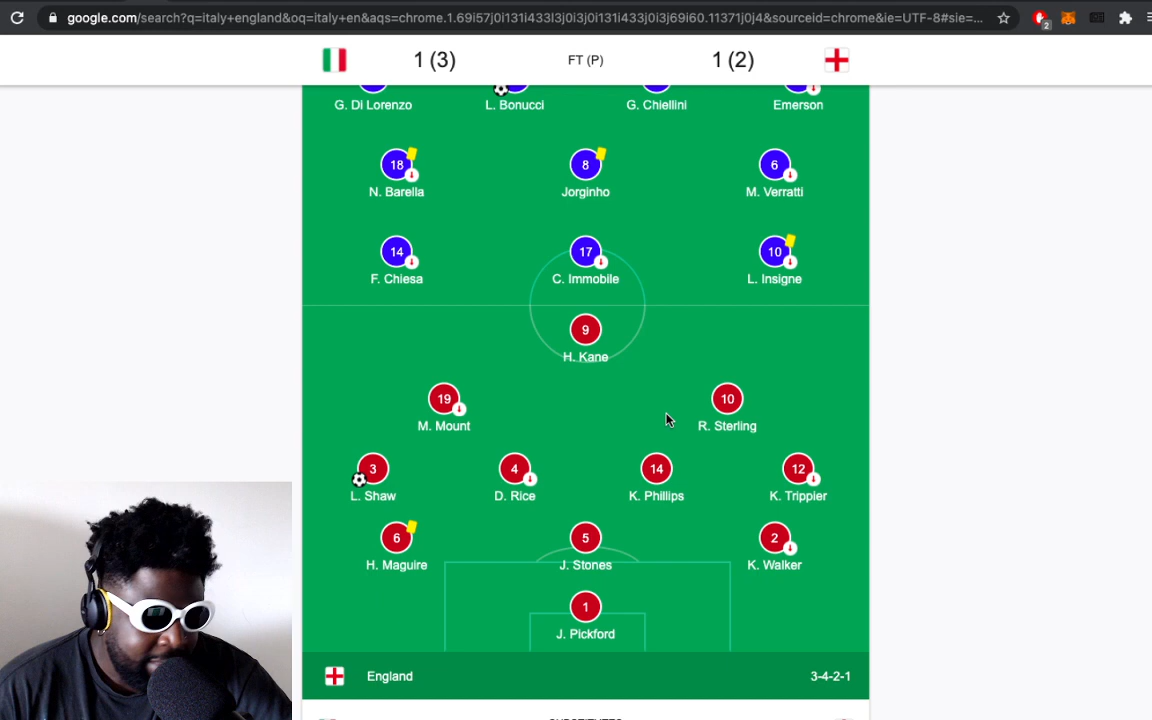 google.com/search?q=italy+england&oq=italy+en&aqs=chrome.1.69i57j0i131i433l3j0i3j0i131i433j0i3j69i60.11371j0j4&sourceid=chrome&ie=UTF-8#sie=...
2
1 (3) FT (P) 1 (2)
G. Di Lorenzo L. Bonucci G. Chiellini Emerson
18 8 6
N. Barella Jorginho M. Verratti
14 17 10
F. Chiesa C. Immobile L. Insigne
9
H. Kane
19 10
M. Mount R. Sterling
3 4 14 12
L. Shaw D. Rice K. Phillips K. Trippier
6 5 2
H. Maguire J. Stones K. Walker
1
J. Pickford
England 3-4-2-1